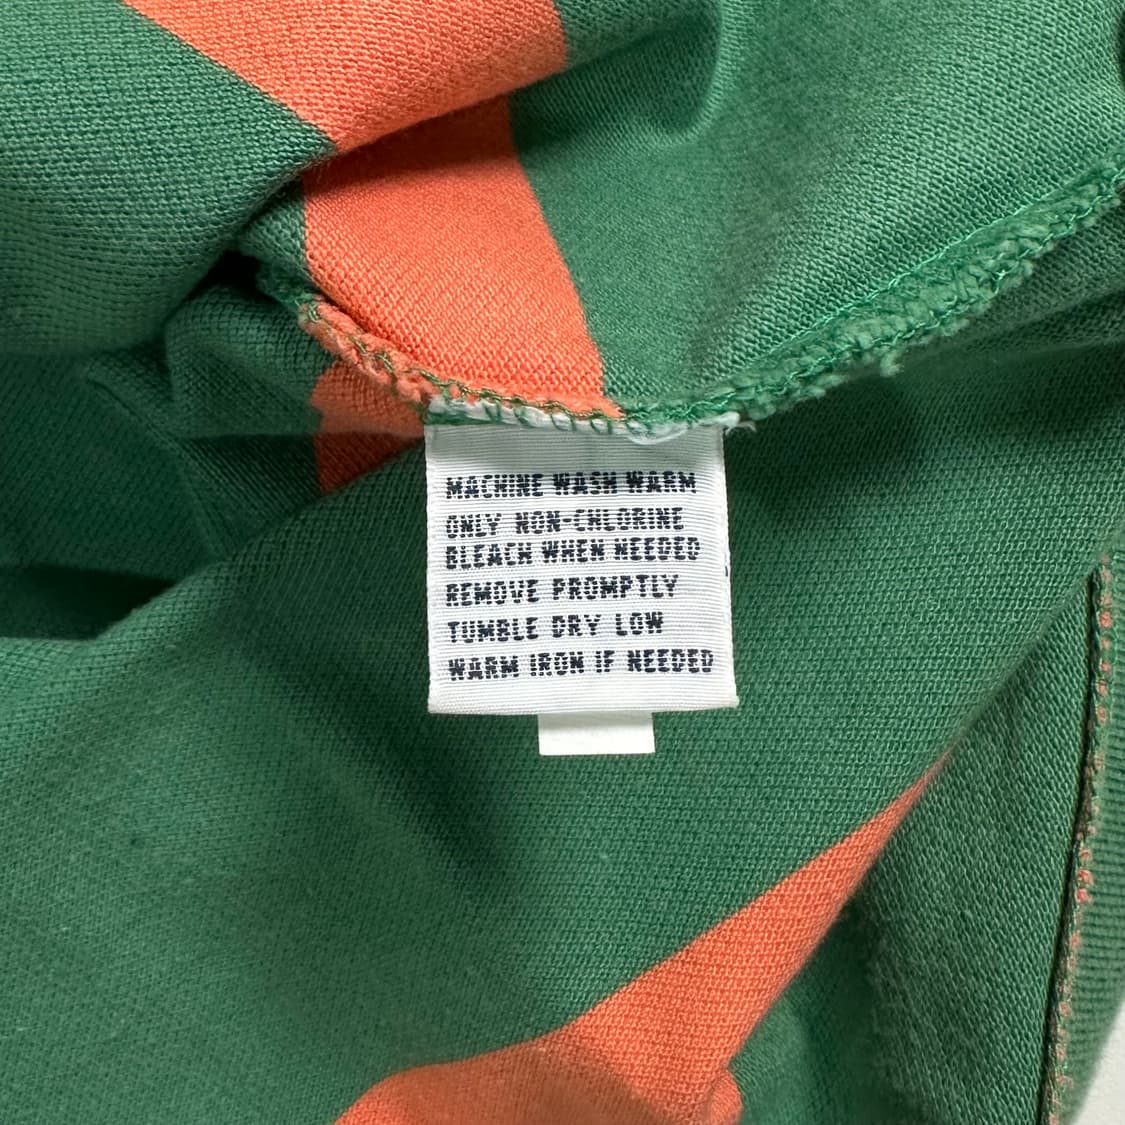 MACHINE WASH WARM
ONLY NON-CHLORINE
BLEACH WHEN NEEDED
REMOVE PROMPTLY
TUMBLE DRY LOW
WARM IRON IF NEEDED